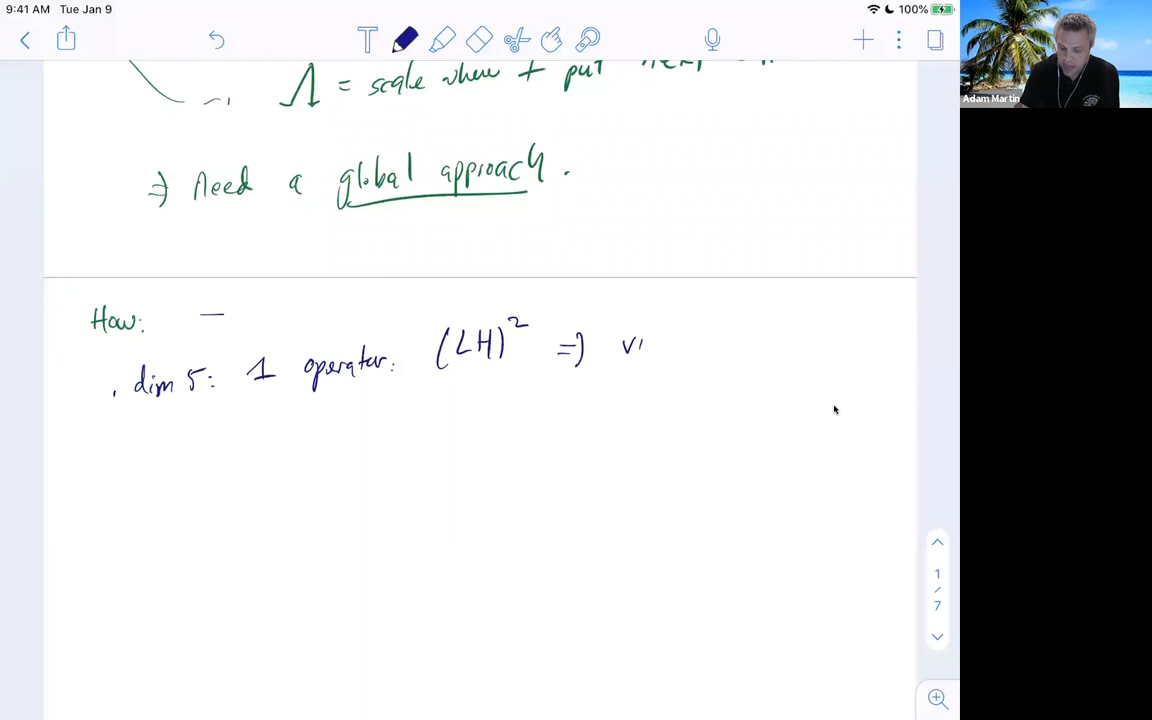 9:41 AM Tue Jan 9
100%
T
Adam Martin
Λ = scale where + put
⇒ Need a global approach.
How: —
. dim 5: 1 operator: (LH)² ⇒
1
/
7